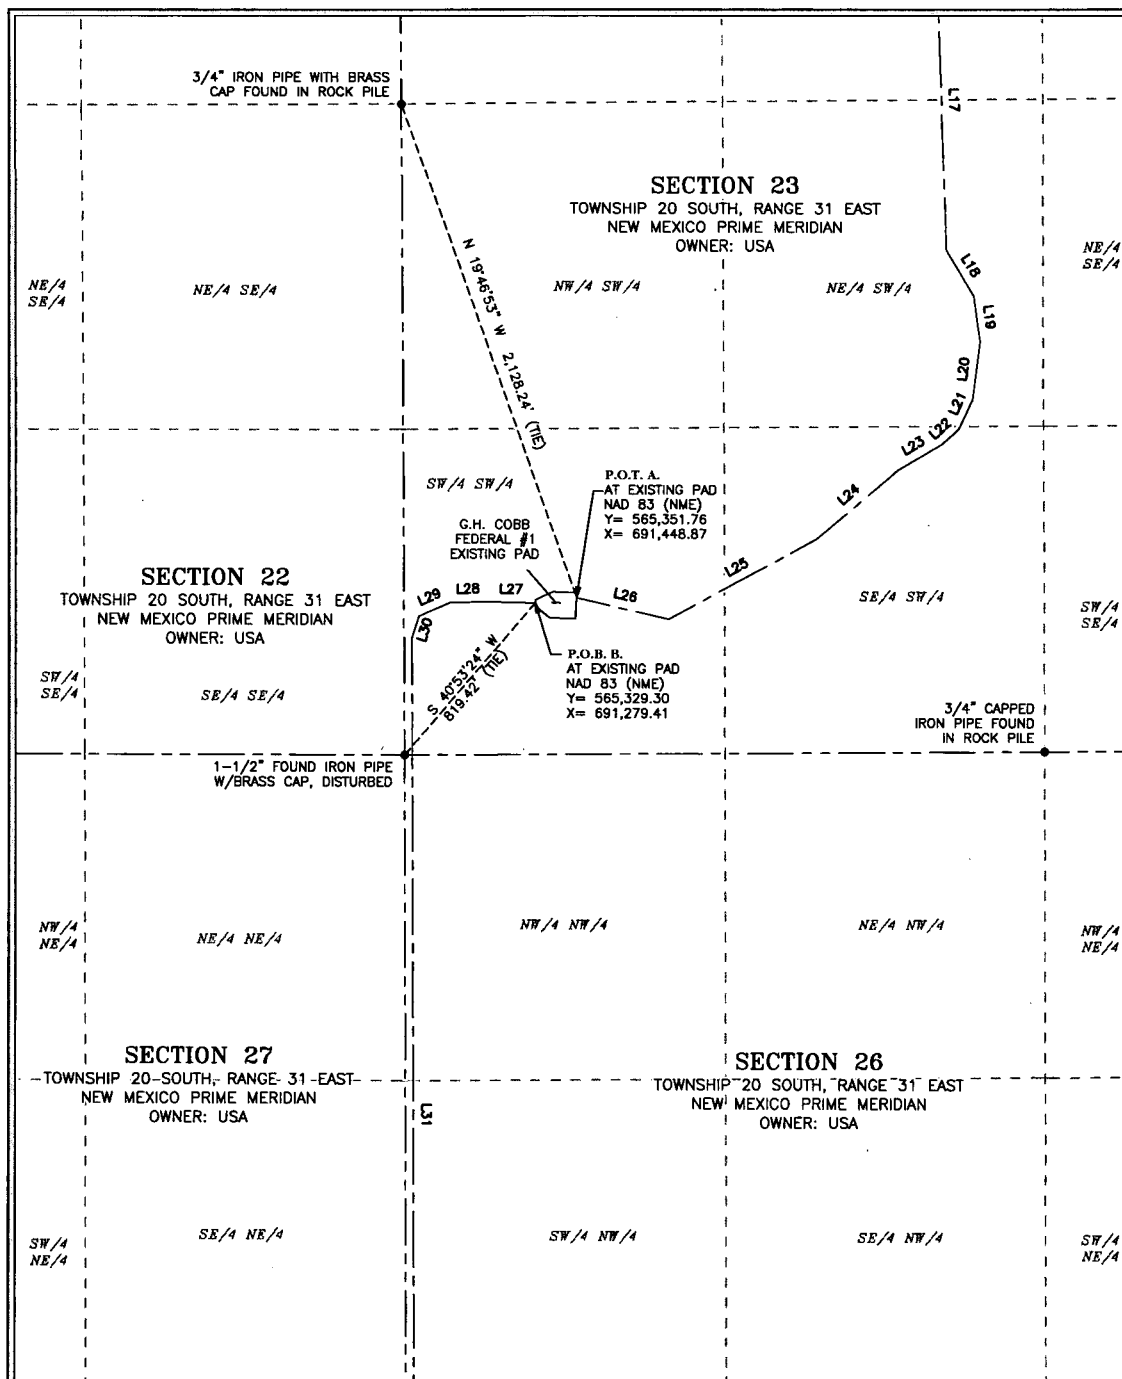 3/4" IRON PIPE WITH BRASS
CAP FOUND IN ROCK PILE
L17
SECTION 23
TOWNSHIP 20 SOUTH, RANGE 31 EAST
NEW MEXICO PRIME MERIDIAN
OWNER: USA
NE/4
SE/4
NE/4 SE/4
N 19°46'53" W 2,128.24' (TIE)
NW/4 SW/4
NE/4 SW/4
NE/4
SE/4
L18
L19
L20
L21
L22
L23
L24
L25
L26
SW/4 SW/4
P.O.T. A.
AT EXISTING PAD
NAD 83 (NME)
Y= 565,351.76
X= 691,448.87
G.H. COBB
FEDERAL #1
EXISTING PAD
SECTION 22
TOWNSHIP 20 SOUTH, RANGE 31 EAST
NEW MEXICO PRIME MERIDIAN
OWNER: USA
L27
L28
L29
L30
SE/4 SW/4
SW/4
SE/4
S 40°53'24" W
819.42' (TIE)
P.O.B. B.
AT EXISTING PAD
NAD 83 (NME)
Y= 565,329.30
X= 691,279.41
SW/4
SE/4
SE/4 SE/4
3/4" CAPPED
IRON PIPE FOUND
IN ROCK PILE
1-1/2" FOUND IRON PIPE
W/BRASS CAP, DISTURBED
NW/4
NE/4
NE/4 NE/4
NW/4 NW/4
NE/4 NW/4
NW/4
NE/4
SECTION 27
TOWNSHIP 20 SOUTH, RANGE 31 EAST
NEW MEXICO PRIME MERIDIAN
OWNER: USA
L31
SECTION 26
TOWNSHIP 20 SOUTH, RANGE 31 EAST
NEW MEXICO PRIME MERIDIAN
OWNER: USA
SW/4
NE/4
SE/4 NE/4
SW/4 NW/4
SE/4 NW/4
SW/4
NE/4